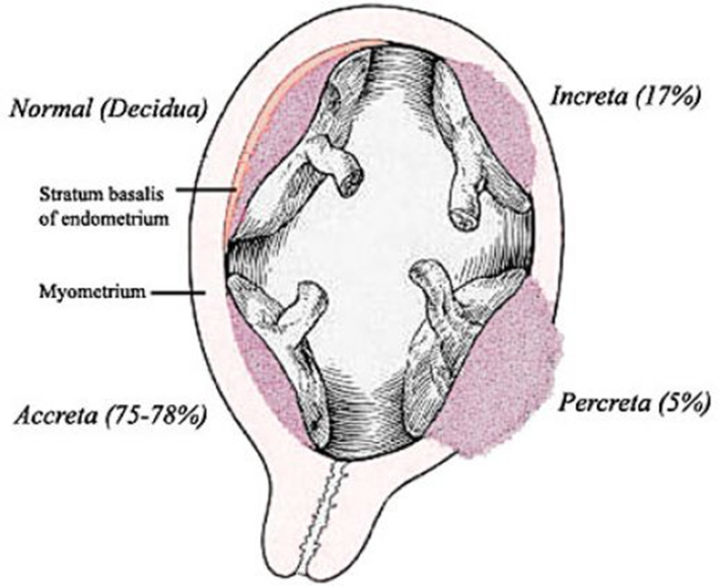 Normal (Decidua)
Increta (17%)
Stratum basalis
of endometrium
Myometrium
Accreta (75-78%)
Percreta (5%)